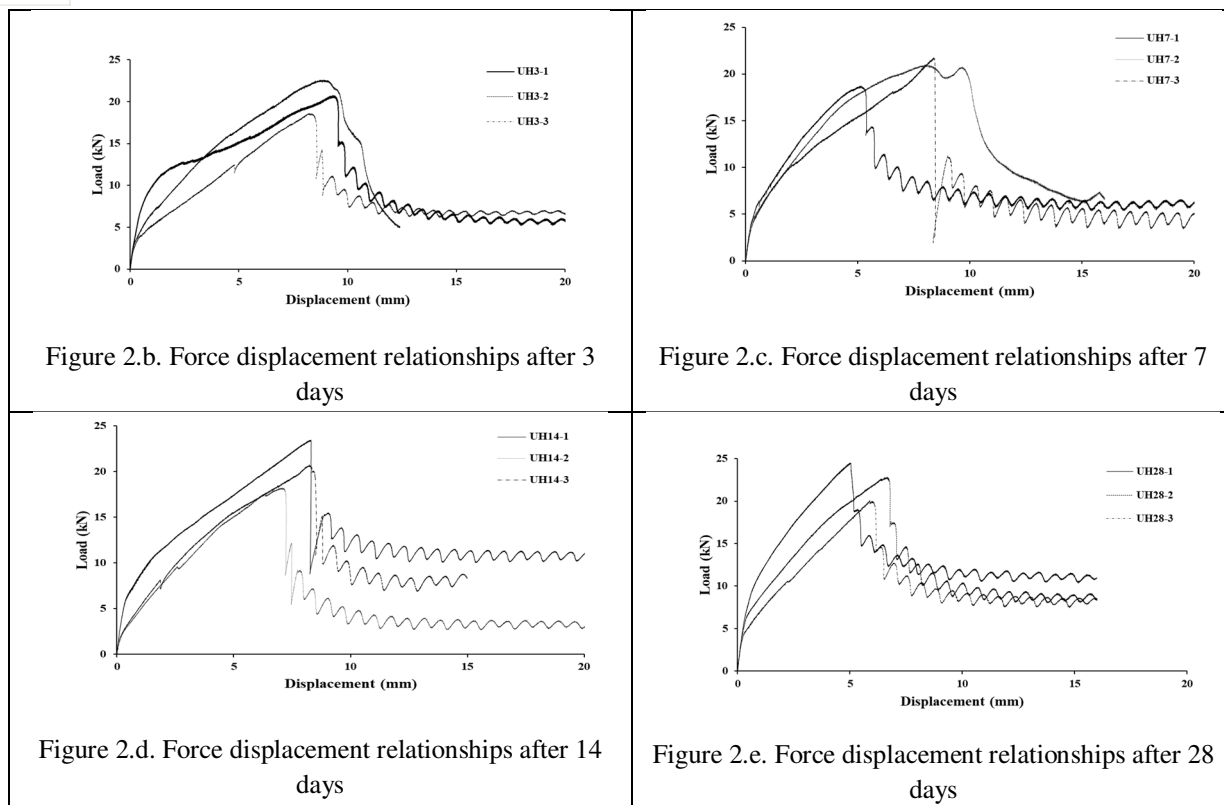 25
20
15
10
5
0
Load (kN)
0
5
10
15
20
Displacement (mm)
UH3-1
UH3-2
UH3-3
Figure 2.b. Force displacement relationships after 3
days
25
20
15
10
5
0
Load (kN)
0
5
10
15
20
Displacement (mm)
UH7-1
UH7-2
UH7-3
Figure 2.c. Force displacement relationships after 7
days
25
20
15
10
5
0
Load (kN)
0
5
10
15
20
Displacement (mm)
UH14-1
UH14-2
UH14-3
Figure 2.d. Force displacement relationships after 14
days
25
20
15
10
5
0
Load (kN)
0
5
10
15
20
Displacement (mm)
UH28-1
UH28-2
UH28-3
Figure 2.e. Force displacement relationships after 28
days